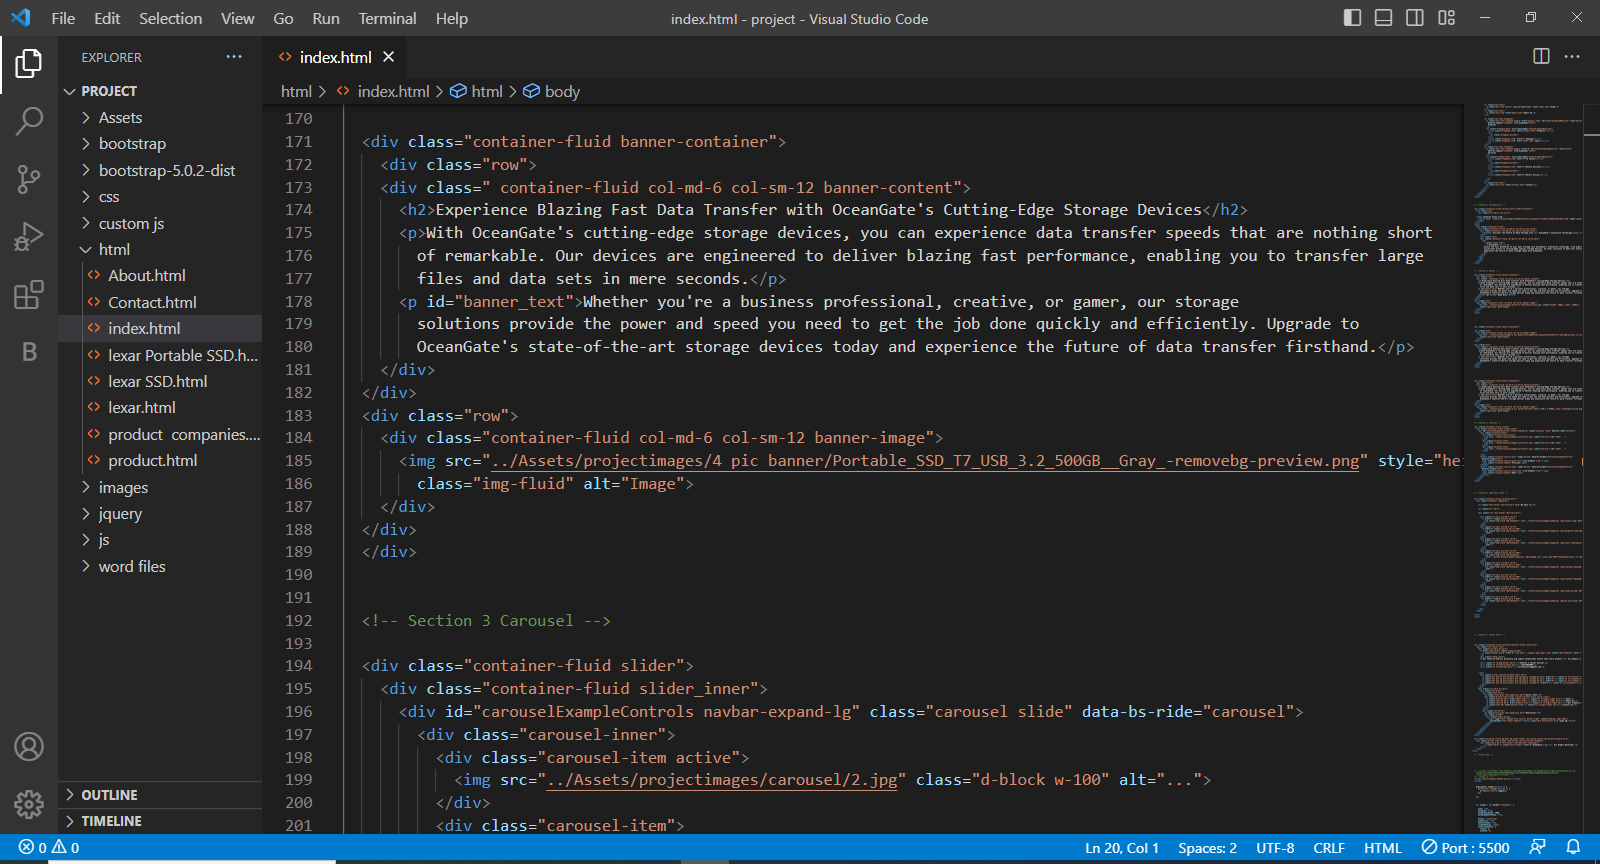 File Edit Selection View Go Run Terminal Help
index.html - project - Visual Studio Code
EXPLORER
PROJECT
Assets
bootstrap
bootstrap-5.0.2-dist
css
custom js
html
About.html
Contact.html
index.html
lexar Portable SSD.h...
lexar SSD.html
lexar.html
product companies....
product.html
images
jquery
js
word files
OUTLINE
TIMELINE
B
index.html
html > index.html > html > body
170
171 <div class="container-fluid banner-container">
172 <div class="row">
173 <div class=" container-fluid col-md-6 col-sm-12 banner-content">
174 <h2>Experience Blazing Fast Data Transfer with OceanGate's Cutting-Edge Storage Devices</h2>
175 <p>With OceanGate's cutting-edge storage devices, you can experience data transfer speeds that are nothing short
176 of remarkable. Our devices are engineered to deliver blazing fast performance, enabling you to transfer large
177 files and data sets in mere seconds.</p>
178 <p id="banner_text">Whether you're a business professional, creative, or gamer, our storage
179 solutions provide the power and speed you need to get the job done quickly and efficiently. Upgrade to
180 OceanGate's state-of-the-art storage devices today and experience the future of data transfer firsthand.</p>
181 </div>
182 </div>
183 <div class="row">
184 <div class="container-fluid col-md-6 col-sm-12 banner-image">
185 <img src="../Assets/projectimages/4 pic banner/Portable_SSD_T7_USB_3.2_500GB__Gray_-removebg-preview.png" style="hei
186 class="img-fluid" alt="Image">
187 </div>
188 </div>
189 </div>
190
191
192 <!-- Section 3 Carousel -->
193
194 <div class="container-fluid slider">
195 <div class="container-fluid slider_inner">
196 <div id="carouselExampleControls navbar-expand-lg" class="carousel slide" data-bs-ride="carousel">
197 <div class="carousel-inner">
198 <div class="carousel-item active">
199 <img src="../Assets/projectimages/carousel/2.jpg" class="d-block w-100" alt="...">
200 </div>
201 <div class="carousel-item">
0 0
Ln 20, Col 1 Spaces: 2 UTF-8 CRLF HTML Port : 5500